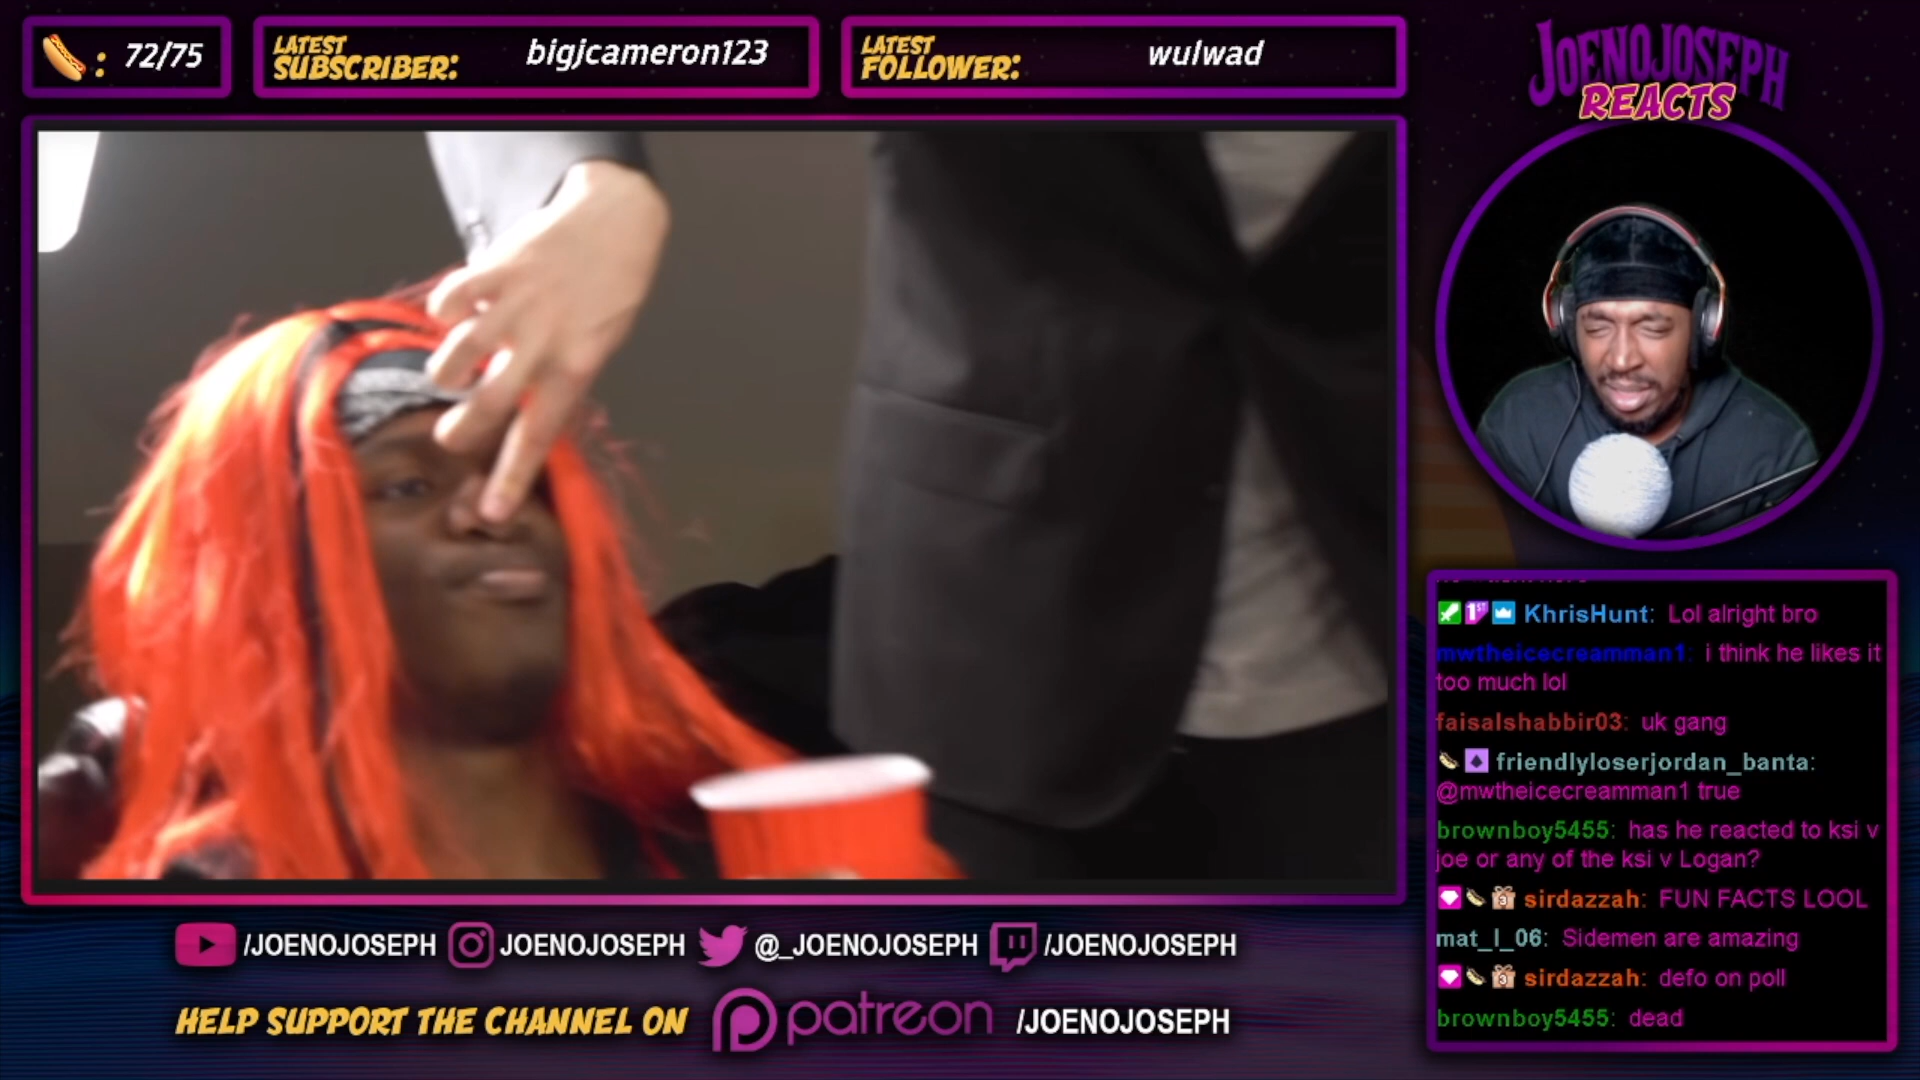 : 72/75
LATEST
SUBSCRIBER:
bigjcameron123
LATEST
FOLLOWER:
wulwad
JOENOJOSEPH
REACTS
1ST KhrisHunt: Lol alright bro
mwtheicecreamman1: i think he likes it
too much lol
faisalshabbir03: uk gang
friendlyloserjordan_banta:
@mwtheicecreamman1 true
brownboy5455: has he reacted to ksi v
joe or any of the ksi v Logan?
3 sirdazzah: FUN FACTS LOOL
mat_l_06: Sidemen are amazing
3 sirdazzah: defo on poll
brownboy5455: dead
/JOENOJOSEPH JOENOJOSEPH @_JOENOJOSEPH /JOENOJOSEPH
HELP SUPPORT THE CHANNEL ON patreon /JOENOJOSEPH